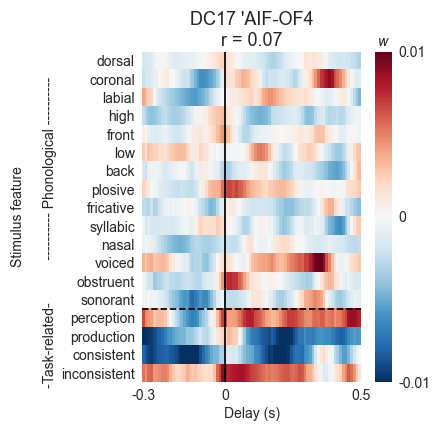 DC17 'AIF-OF4
r = 0.07
w
dorsal
coronal
labial
high
front
low
back
plosive
fricative
syllabic
nasal
voiced
obstruent
sonorant
perception
production
consistent
inconsistent
Stimulus feature
---------- Phonological ----------
-Task-related-
0.01
0
-0.01
-0.3 0 0.5
Delay (s)